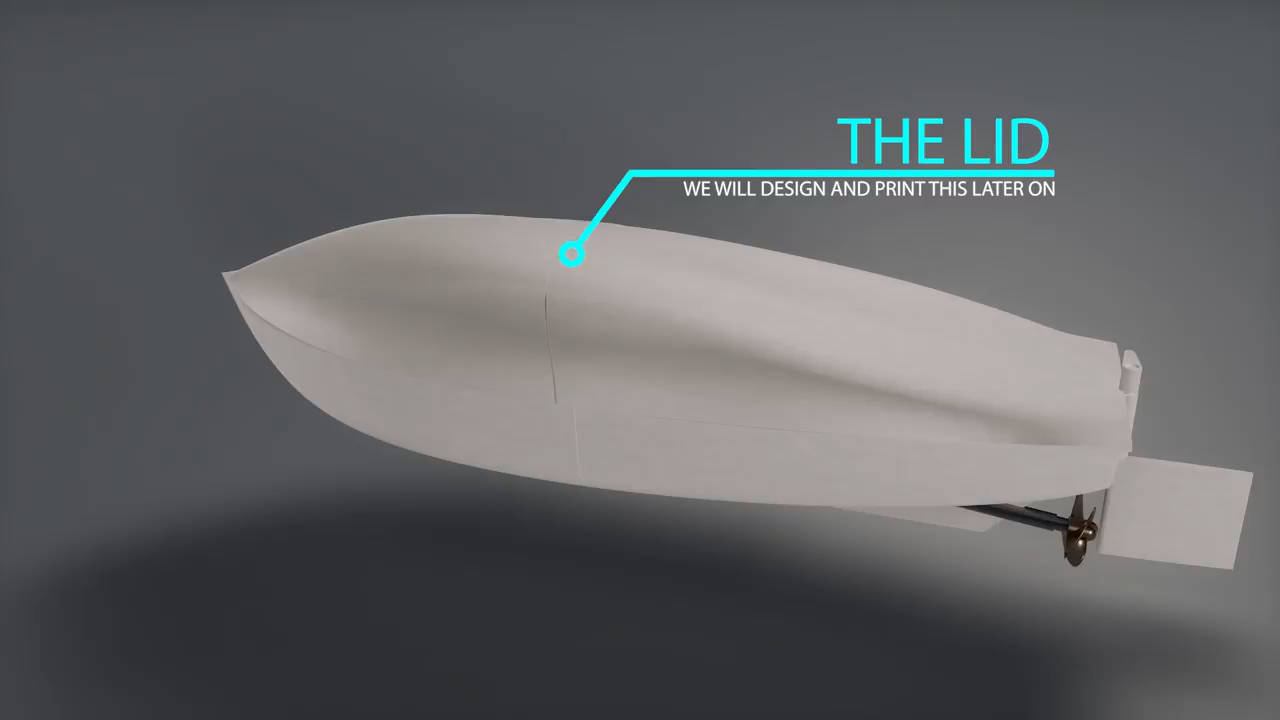 THE LID
WE WILL DESIGN AND PRINT THIS LATER ON